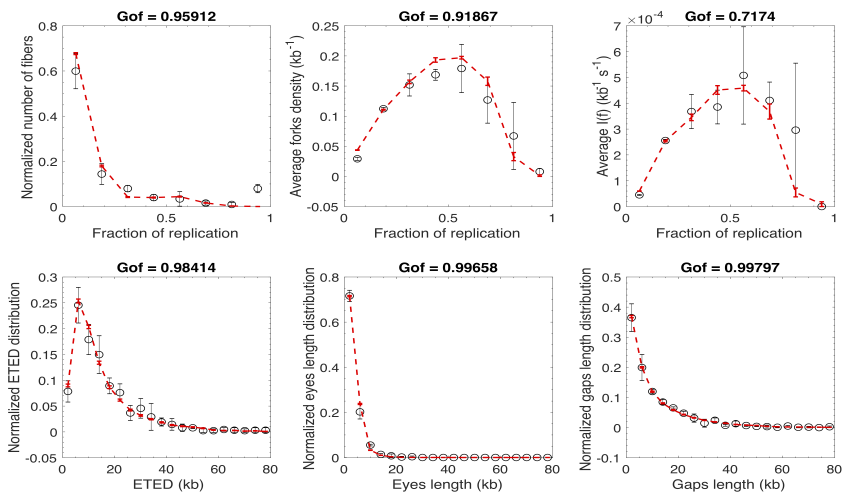 Gof = 0.95912
Normalized number of fibers
0.8
0.6
0.4
0.2
0
0 0.5 1
Fraction of replication
Gof = 0.91867
Average forks density (kb⁻¹)
0.25
0.2
0.15
0.1
0.05
0
-0.05
0 0.5 1
Fraction of replication
Gof = 0.7174
×10⁻⁴
Average I(f) (kb⁻¹ s⁻¹)
7
6
5
4
3
2
1
0
0 0.5 1
Fraction of replication
Gof = 0.98414
Normalized ETED distribution
0.3
0.25
0.2
0.15
0.1
0.05
0
-0.05
0 20 40 60 80
ETED (kb)
Gof = 0.99658
Normalized eyes length distribution
0.8
0.6
0.4
0.2
0
0 20 40 60 80
Eyes length (kb)
Gof = 0.99797
Normalized gaps length distribution
0.5
0.4
0.3
0.2
0.1
0
-0.1
0 20 40 60 80
Gaps length (kb)